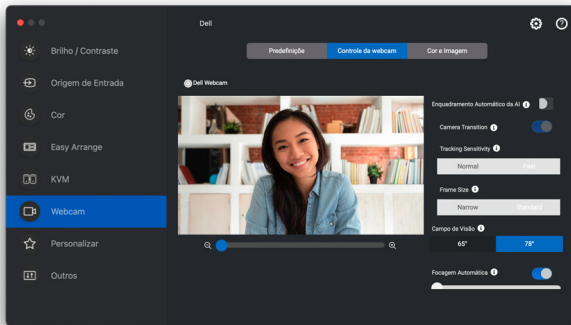 Dell
Brilho / Contraste
Origem de Entrada
Cor
Easy Arrange
KVM
Webcam
Personalizar
Outros
Predefinição
Controle da webcam
Cor e Imagem
Dell Webcam
Enquadramento Automático da AI
Camera Transition
Tracking Sensitivity
Normal
Fast
Frame Size
Narrow
Standard
Campo de Visão
65°
78°
Focagem Automática